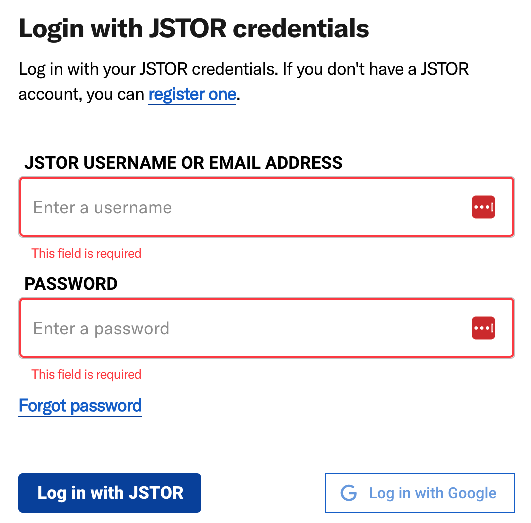 Login with JSTOR credentials
Log in with your JSTOR credentials. If you don't have a JSTOR
account, you can register one.
JSTOR USERNAME OR EMAIL ADDRESS
Enter a username
This field is required
PASSWORD
Enter a password
This field is required
Forgot password
Log in with JSTOR
Log in with Google